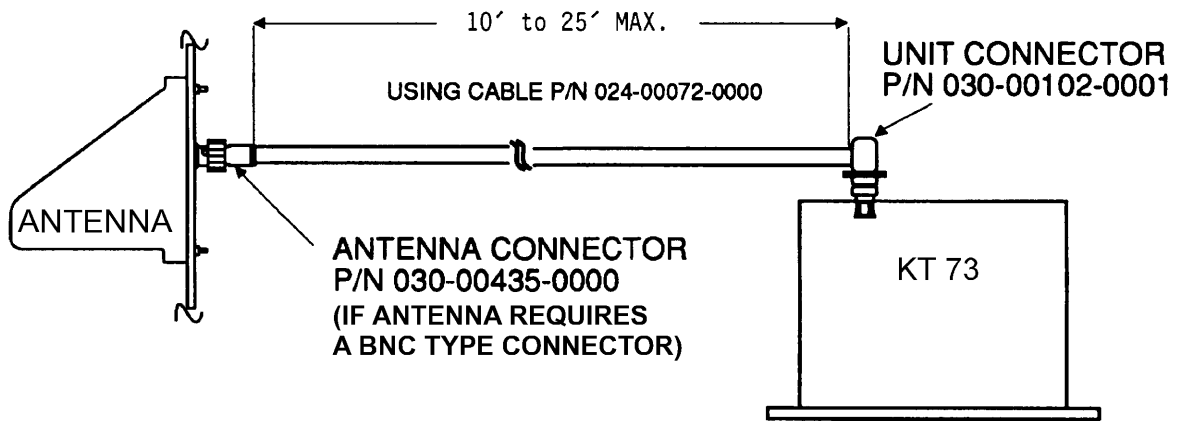 10′ to 25′ MAX.
UNIT CONNECTOR
P/N 030-00102-0001
USING CABLE P/N 024-00072-0000
ANTENNA
ANTENNA CONNECTOR
P/N 030-00435-0000
(IF ANTENNA REQUIRES
A BNC TYPE CONNECTOR)
KT 73